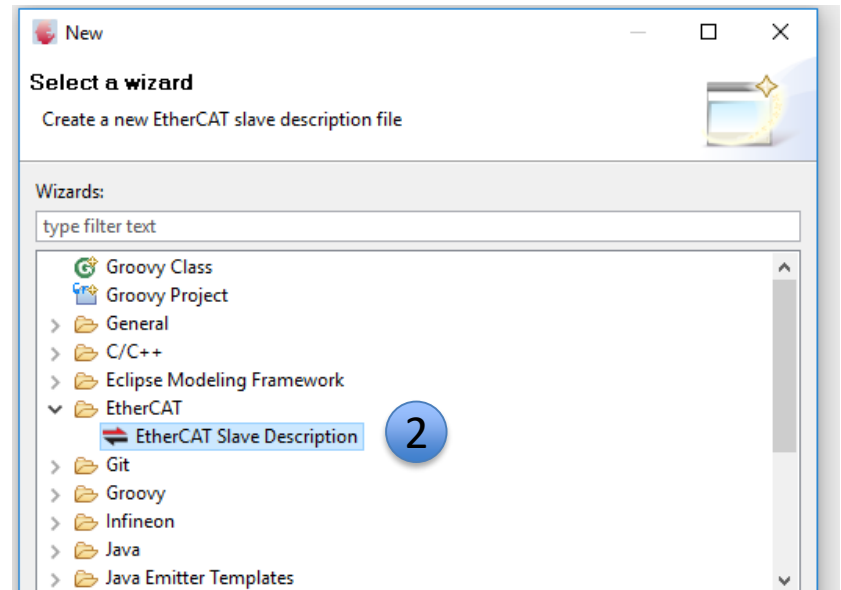 New
Select a wizard
Create a new EtherCAT slave description file
Wizards:
type filter text
Groovy Class
Groovy Project
General
C/C++
Eclipse Modeling Framework
EtherCAT
EtherCAT Slave Description
2
Git
Groovy
Infineon
Java
Java Emitter Templates